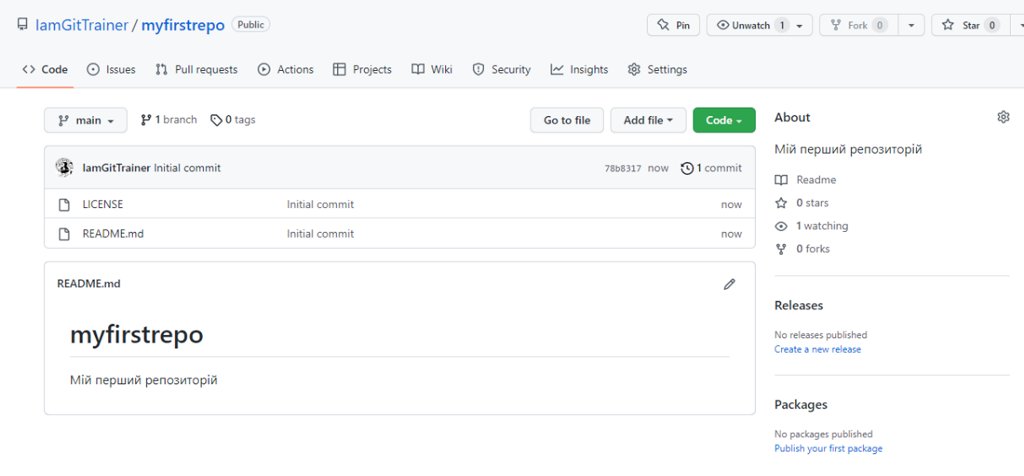 IamGitTrainer / myfirstrepo Public Pin Unwatch 1 Fork 0 Star 0
Code Issues Pull requests Actions Projects Wiki Security Insights Settings
main 1 branch 0 tags Go to file Add file Code
IamGitTrainer Initial commit 78b8317 now 1 commit
LICENSE Initial commit now
README.md Initial commit now
README.md
myfirstrepo
Мій перший репозиторій
About
Мій перший репозиторій
Readme
0 stars
1 watching
0 forks
Releases
No releases published
Create a new release
Packages
No packages published
Publish your first package